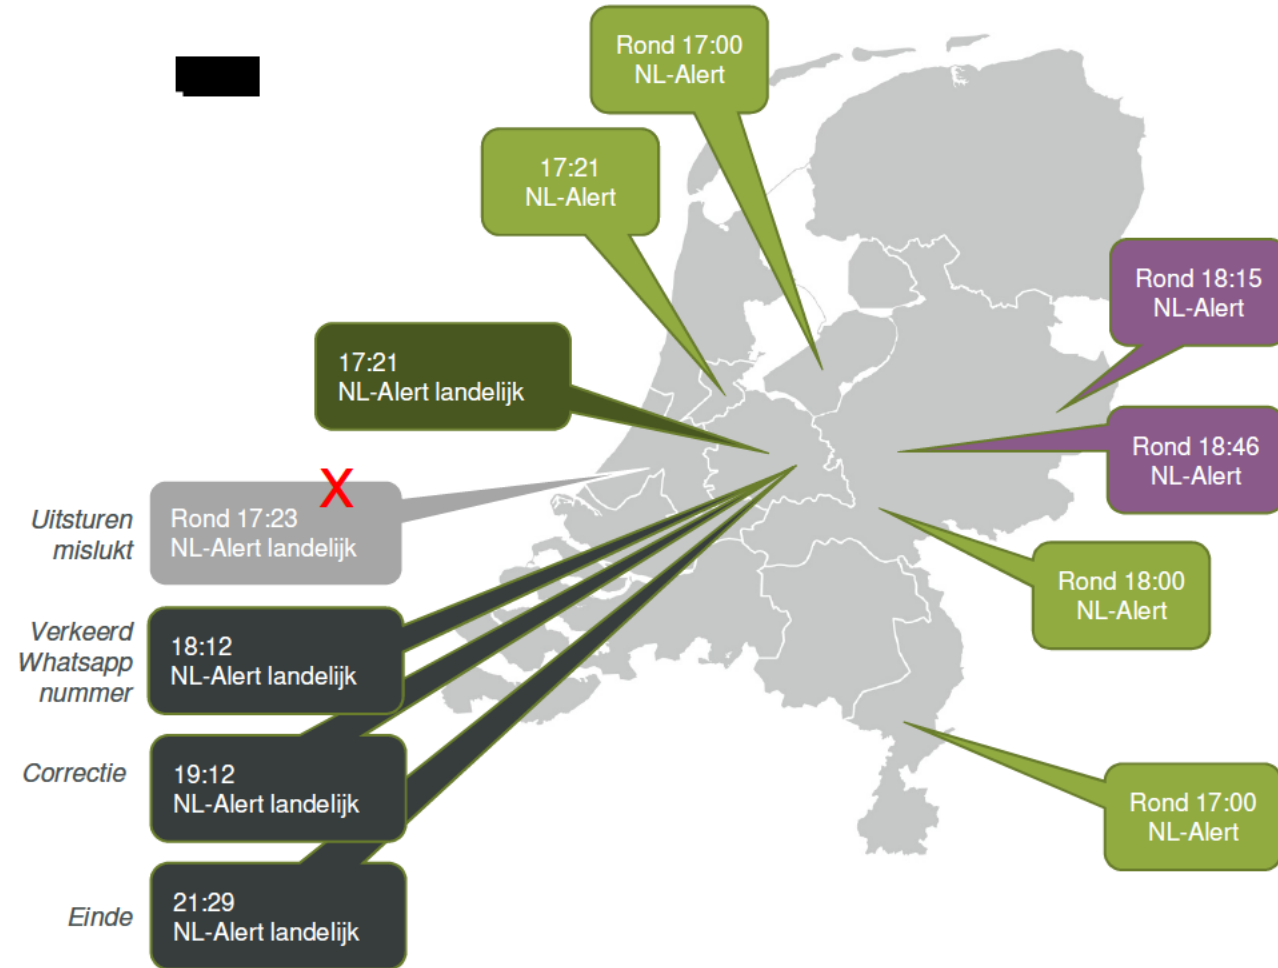 Rond 17:00
NL-Alert
17:21
NL-Alert
Rond 18:15
NL-Alert
17:21
NL-Alert landelijk
Rond 18:46
NL-Alert
Uitsturen
mislukt
X
Rond 17:23
NL-Alert landelijk
Rond 18:00
NL-Alert
Verkeerd
Whatsapp
nummer
18:12
NL-Alert landelijk
Correctie
19:12
NL-Alert landelijk
Rond 17:00
NL-Alert
Einde
21:29
NL-Alert landelijk